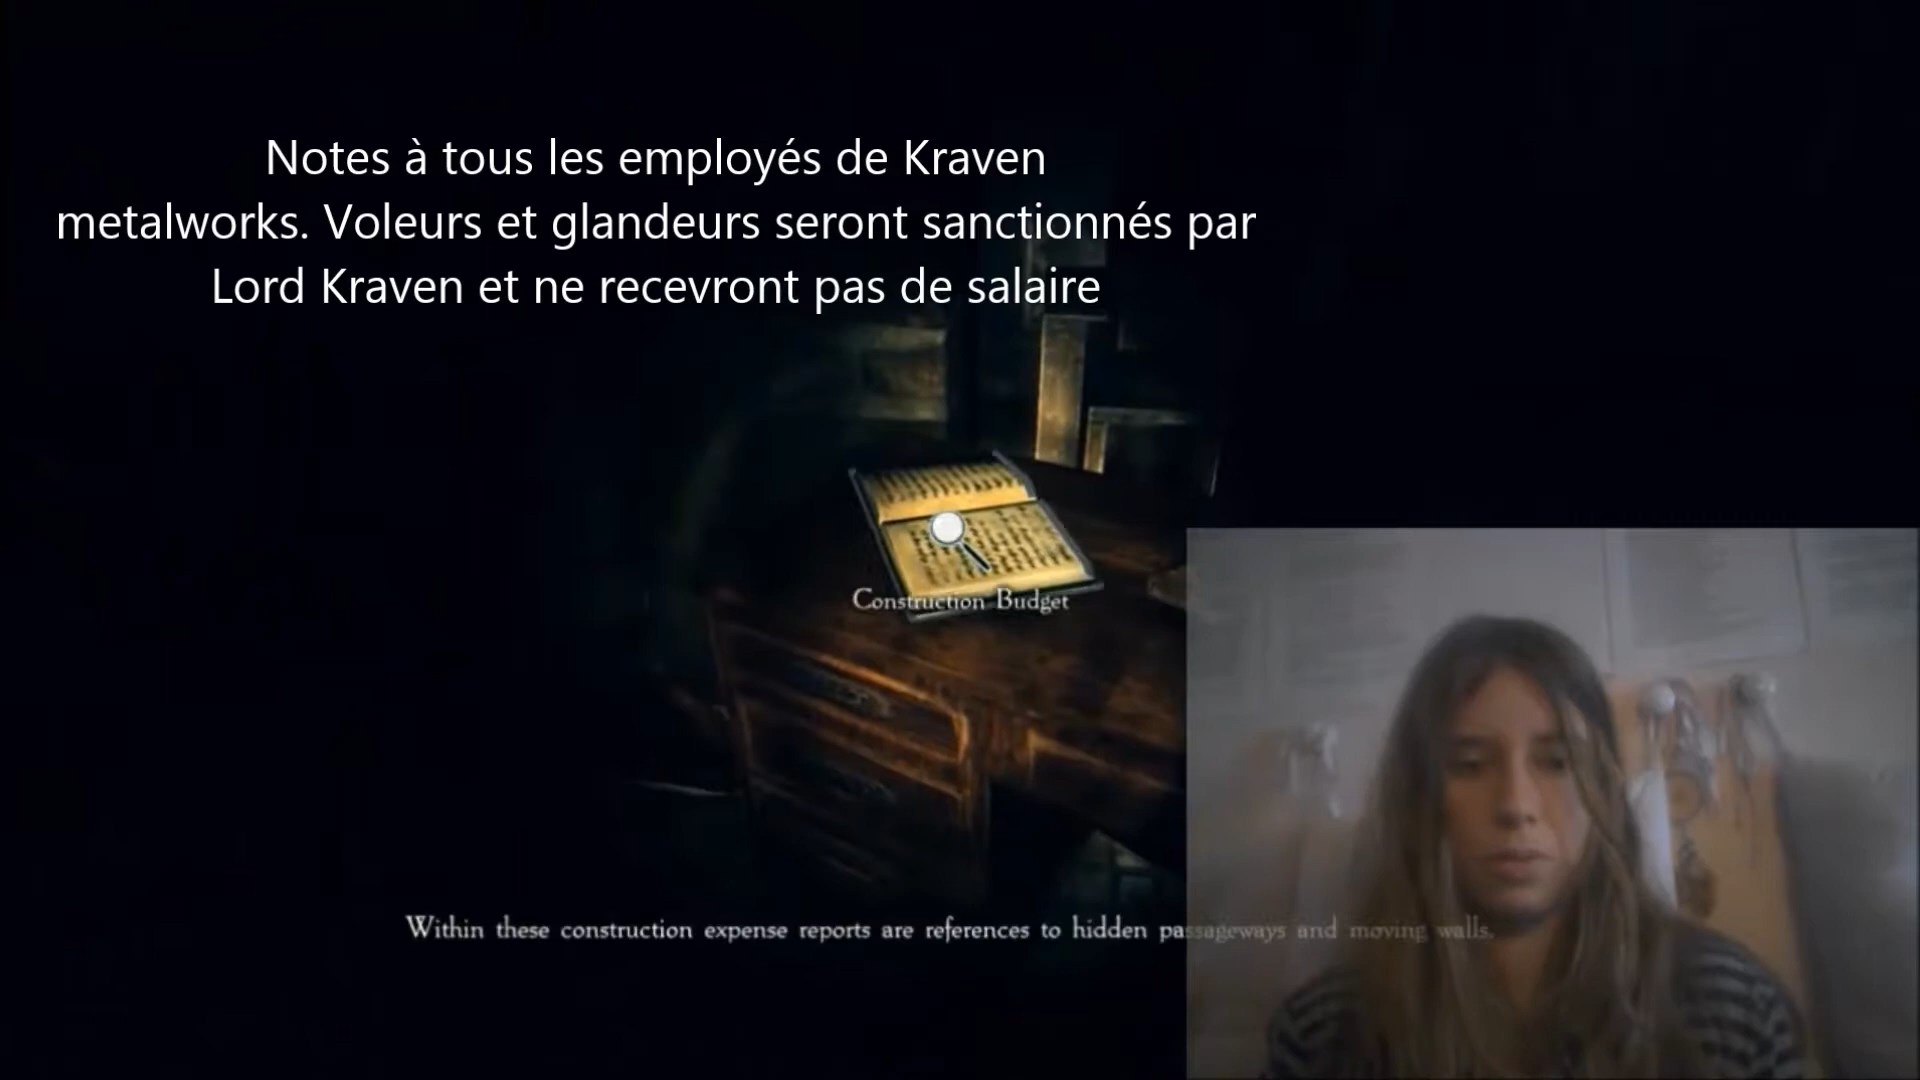 Notes à tous les employés de Kraven
metalworks. Voleurs et glandeurs seront sanctionnés par
Lord Kraven et ne recevront pas de salaire
Construction Budget
Within these construction expense reports are references to hidden passageways and moving walls.